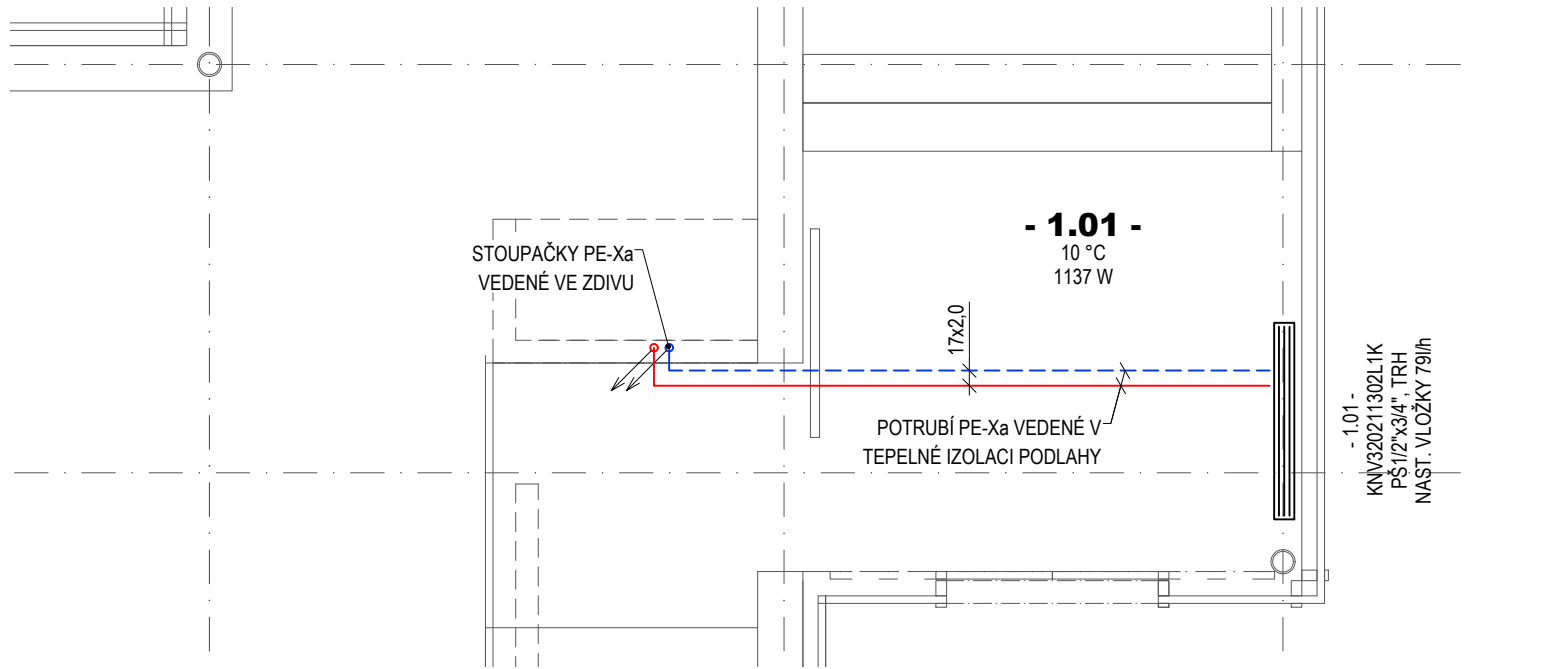 - 1.01 -
10 °C
1137 W
STOUPAČKY PE-Xa
VEDENÉ VE ZDIVU
17x2,0
POTRUBÍ PE-Xa VEDENÉ V
TEPELNÉ IZOLACI PODLAHY
- 1.01 -
KNV320211302L1K
PŠ1/2"x3/4", TRH
NAST. VLOŽKY 79l/h